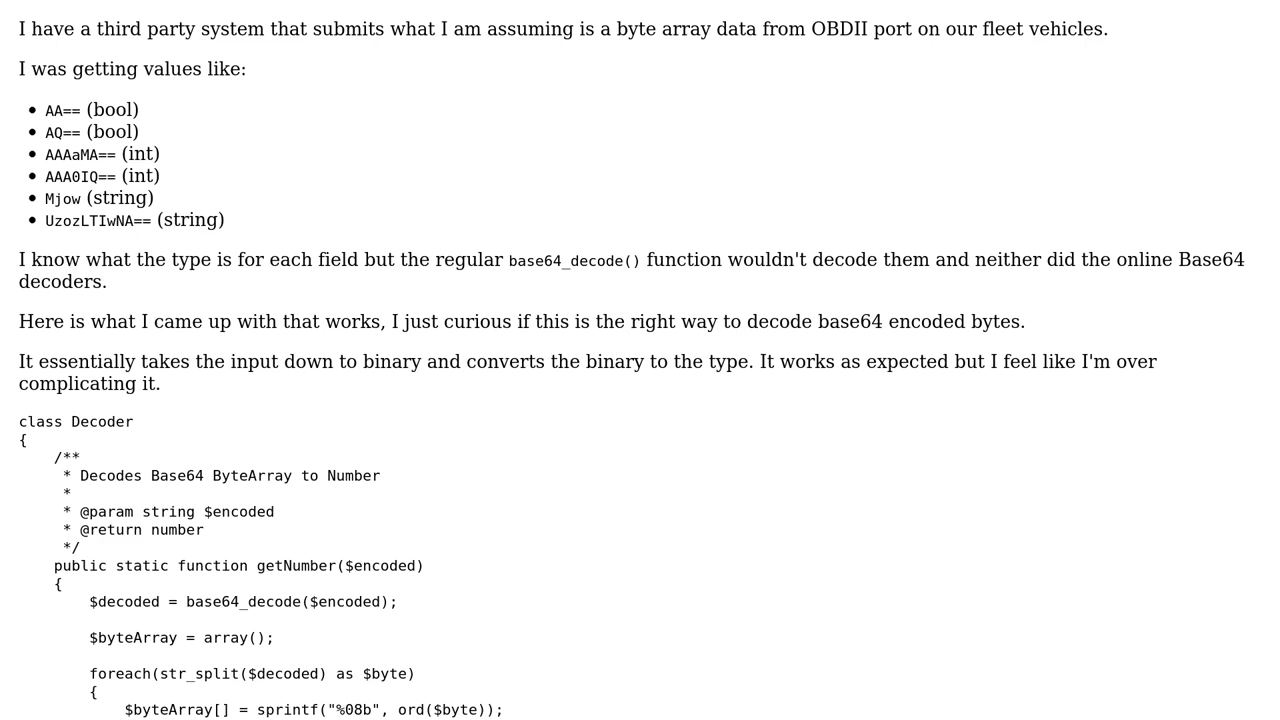 I have a third party system that submits what I am assuming is a byte array data from OBDII port on our fleet vehicles.
I was getting values like:
• AA== (bool)
• AQ== (bool)
• AAAaMA== (int)
• AAA0IQ== (int)
• Mjow (string)
• UzozLTIwNA== (string)
I know what the type is for each field but the regular base64_decode() function wouldn't decode them and neither did the online Base64
decoders.
Here is what I came up with that works, I just curious if this is the right way to decode base64 encoded bytes.
It essentially takes the input down to binary and converts the binary to the type. It works as expected but I feel like I'm over
complicating it.
class Decoder
{
    /**
     * Decodes Base64 ByteArray to Number
     *
     * @param string $encoded
     * @return number
     */
    public static function getNumber($encoded)
    {
        $decoded = base64_decode($encoded);
        $byteArray = array();
        foreach(str_split($decoded) as $byte)
        {
            $byteArray[] = sprintf("%08b", ord($byte));